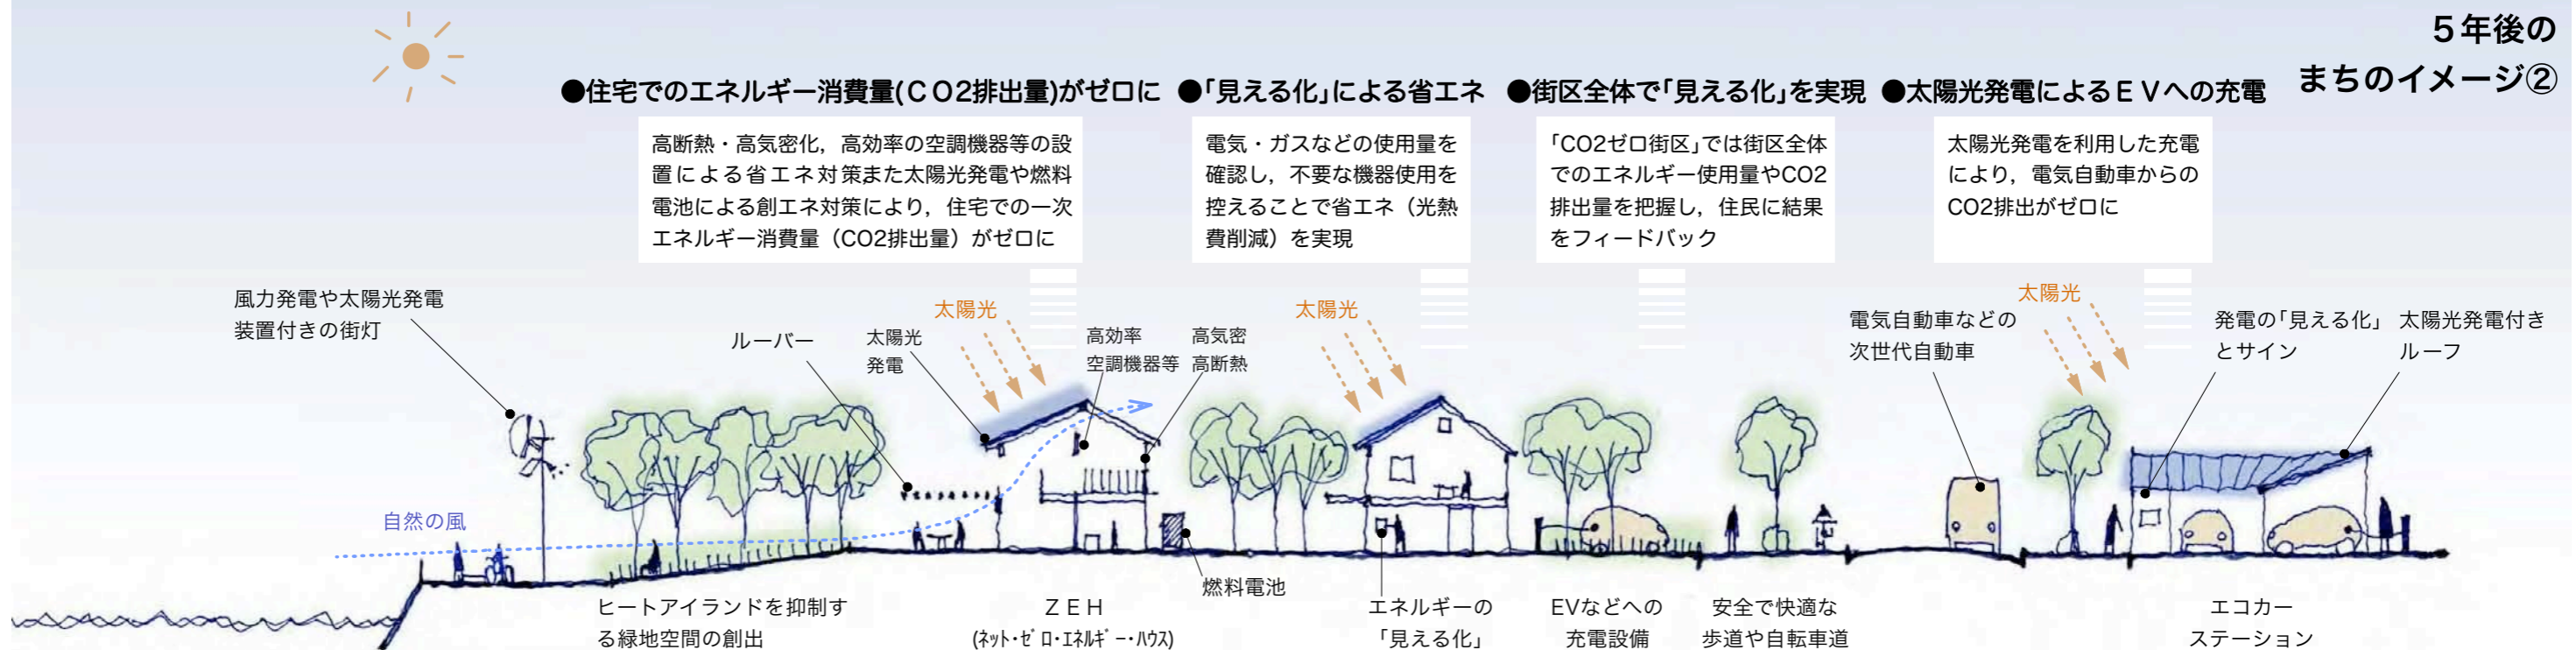 5年後の
まちのイメージ②
●住宅でのエネルギー消費量(CO2排出量)がゼロに
高断熱・高気密化，高効率の空調機器等の設
置による省エネ対策また太陽光発電や燃料
電池による創エネ対策により，住宅での一次
エネルギー消費量（CO2排出量）がゼロに
●「見える化」による省エネ
電気・ガスなどの使用量を
確認し，不要な機器使用を
控えることで省エネ（光熱
費削減）を実現
●街区全体で「見える化」を実現
「CO2ゼロ街区」では街区全体
でのエネルギー使用量やCO2
排出量を把握し，住民に結果
をフィードバック
●太陽光発電によるEVへの充電
太陽光発電を利用した充電
により，電気自動車からの
CO2排出がゼロに
風力発電や太陽光発電
装置付きの街灯
ルーバー
太陽光
発電
太陽光
高効率
空調機器等
高気密
高断熱
太陽光
電気自動車などの
次世代自動車
太陽光
発電の「見える化」
とサイン
太陽光発電付き
ルーフ
自然の風
ヒートアイランドを抑制す
る緑地空間の創出
ZEH
(ﾈｯﾄ・ｾﾞﾛ・ｴﾈﾙｷﾞｰ・ﾊｳｽ)
燃料電池
エネルギーの
「見える化」
EVなどへの
充電設備
安全で快適な
歩道や自転車道
エコカー
ステーション